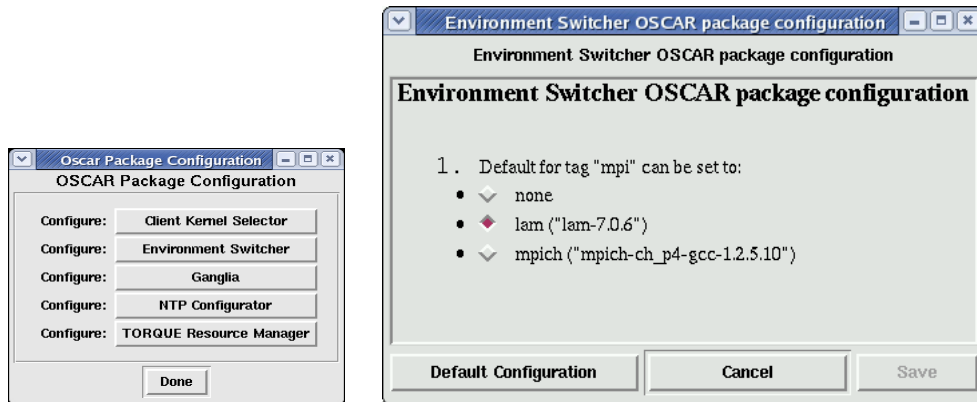 Oscar Package Configuration
OSCAR Package Configuration
Configure: Client Kernel Selector
Configure: Environment Switcher
Configure: Ganglia
Configure: NTP Configurator
Configure: TORQUE Resource Manager
Done
Environment Switcher OSCAR package configuration
Environment Switcher OSCAR package configuration
Environment Switcher OSCAR package configuration
1. Default for tag "mpi" can be set to:
• none
• lam ("lam-7.0.6")
• mpich ("mpich-ch_p4-gcc-1.2.5.10")
Default Configuration Cancel Save